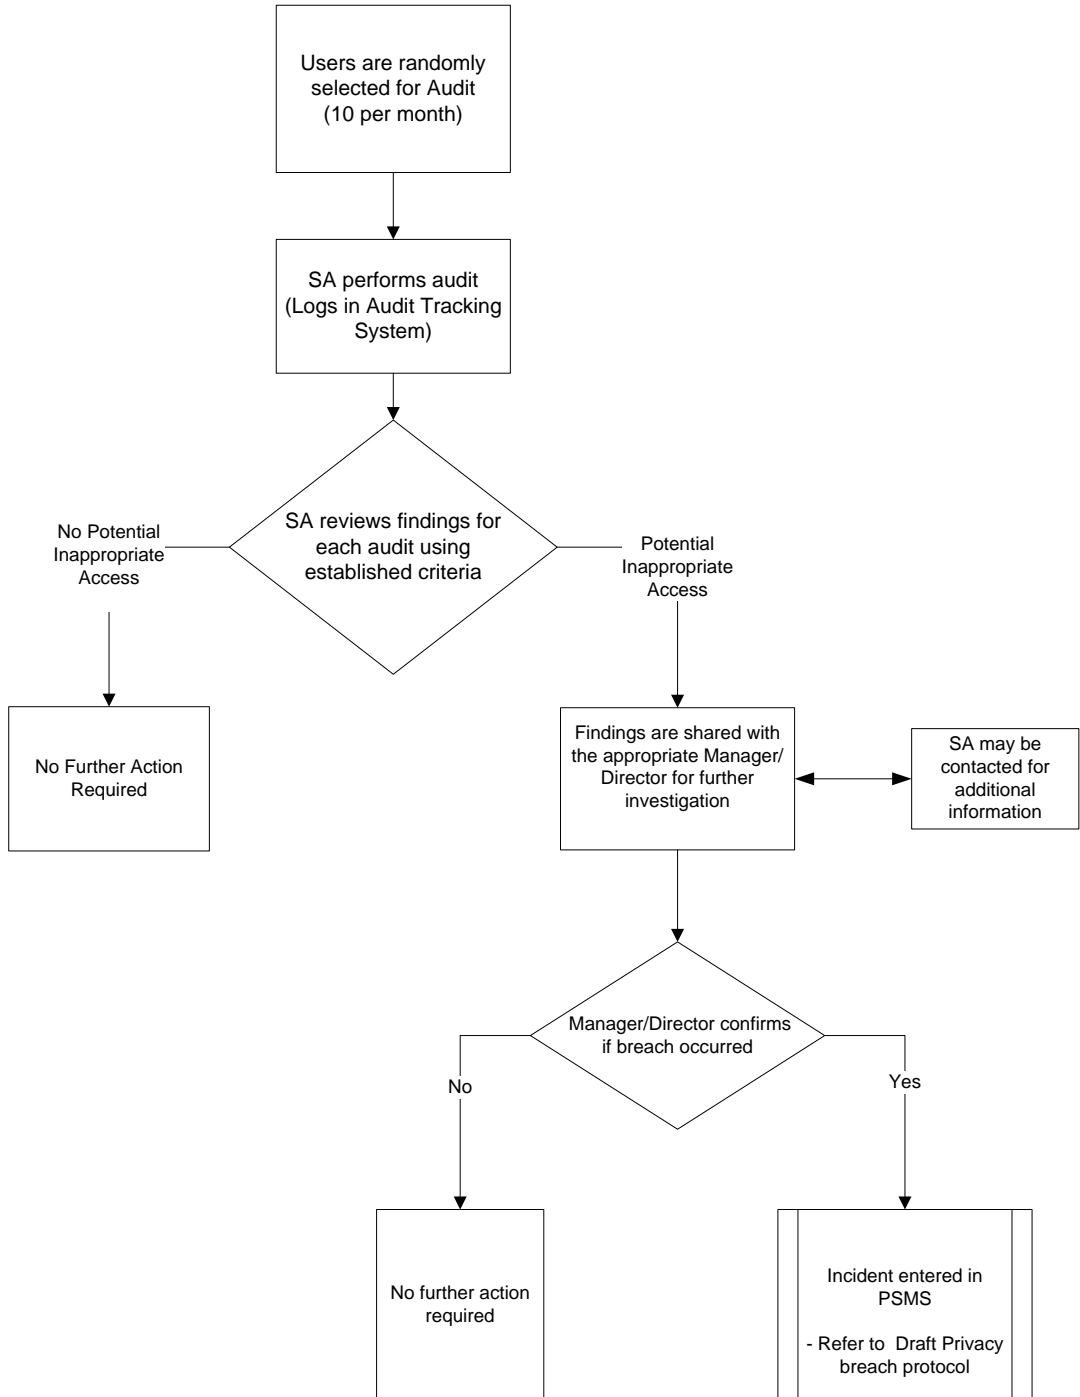 Users are randomly
selected for Audit
(10 per month)
SA performs audit
(Logs in Audit Tracking
System)
SA reviews findings for
each audit using
established criteria
No Potential
Inappropriate
Access
Potential
Inappropriate
Access
No Further Action
Required
Findings are shared with
the appropriate Manager/
Director for further
investigation
SA may be
contacted for
additional
information
Manager/Director confirms
if breach occurred
No
Yes
No further action
required
Incident entered in
PSMS
- Refer to Draft Privacy
breach protocol